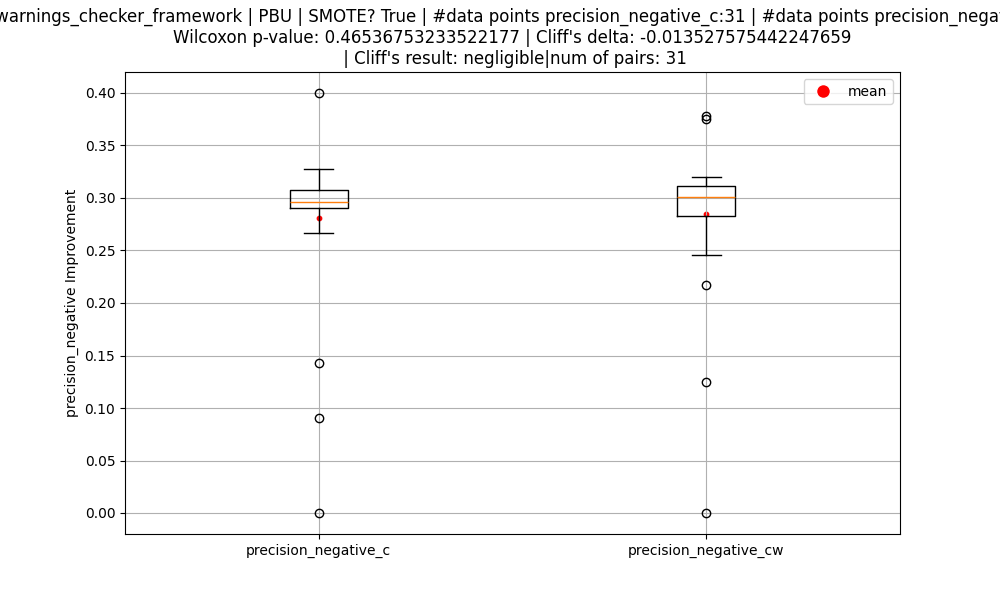 warnings_checker_framework | PBU | SMOTE? True | #data points precision_negative_c:31 | #data points precision_nega
Wilcoxon p-value: 0.46536753233522177 | Cliff's delta: -0.013527575442247659
| Cliff's result: negligible|num of pairs: 31
mean
0.40
0.35
0.30
0.25
0.20
0.15
0.10
0.05
0.00
precision_negative Improvement
precision_negative_c
precision_negative_cw